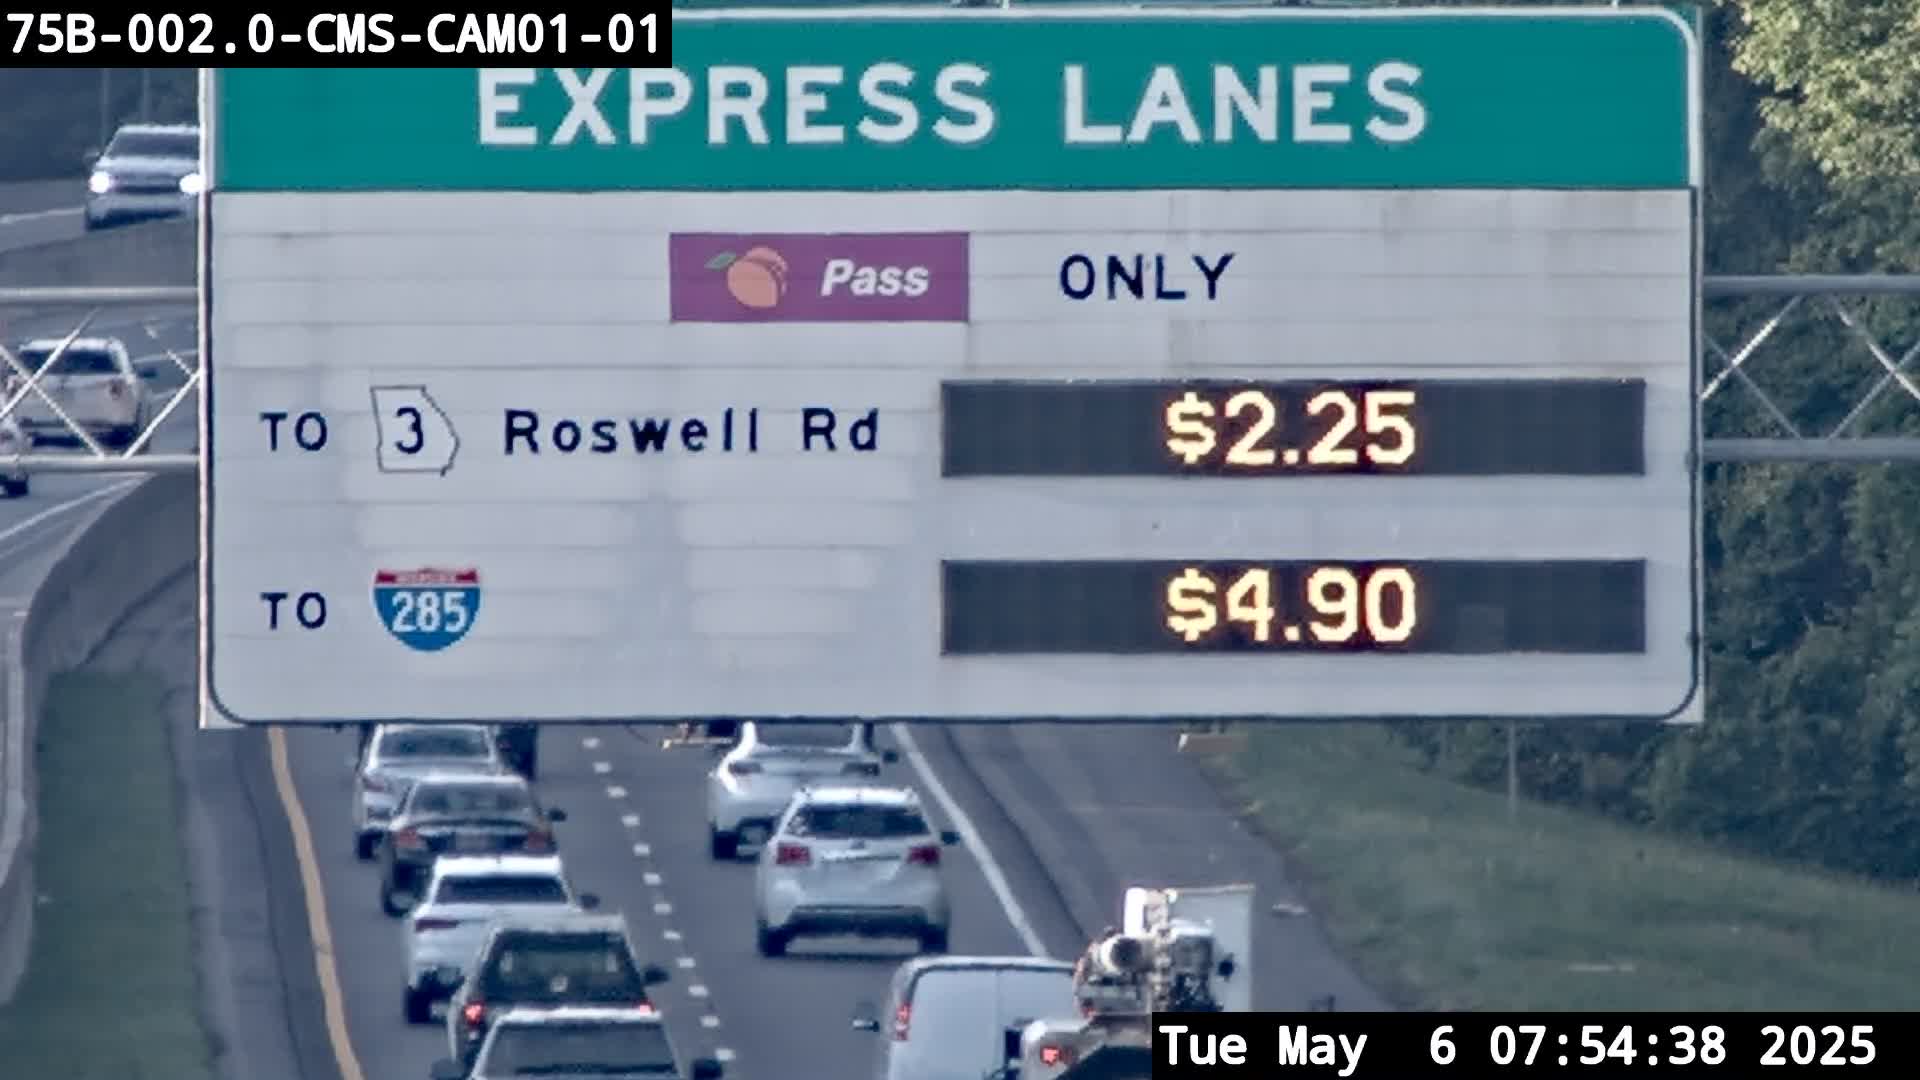 75B-002.0-CMS-CAM01-01
EXPRESS LANES
Pass ONLY
TO 3 Roswell Rd $2.25
TO 285 $4.90
Tue May 6 07:54:38 2025